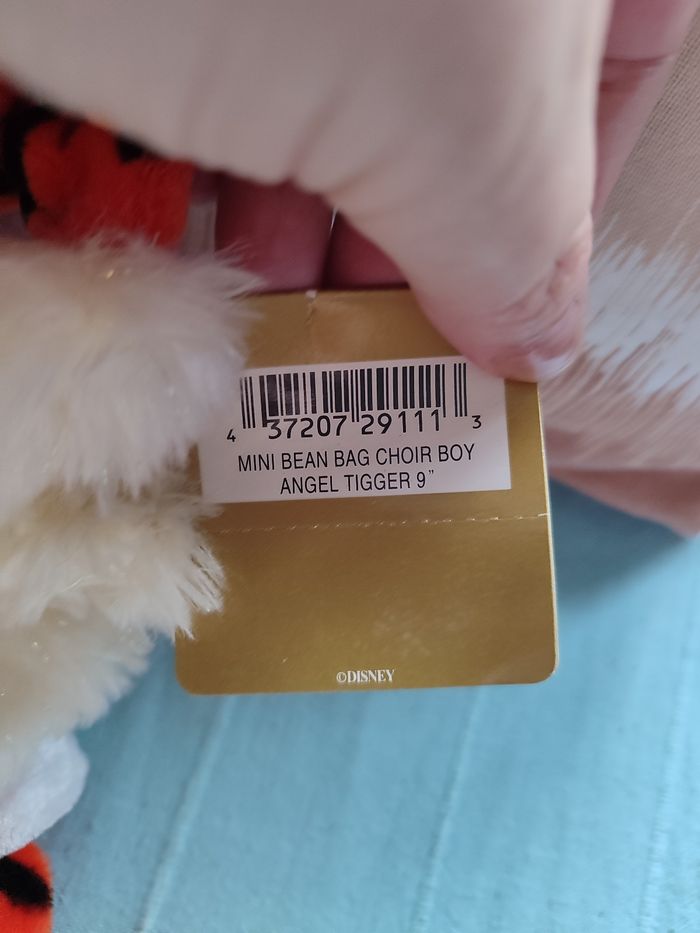 4 37207 29111 3
MINI BEAN BAG CHOIR BOY
ANGEL TIGGER 9"
©DISNEY